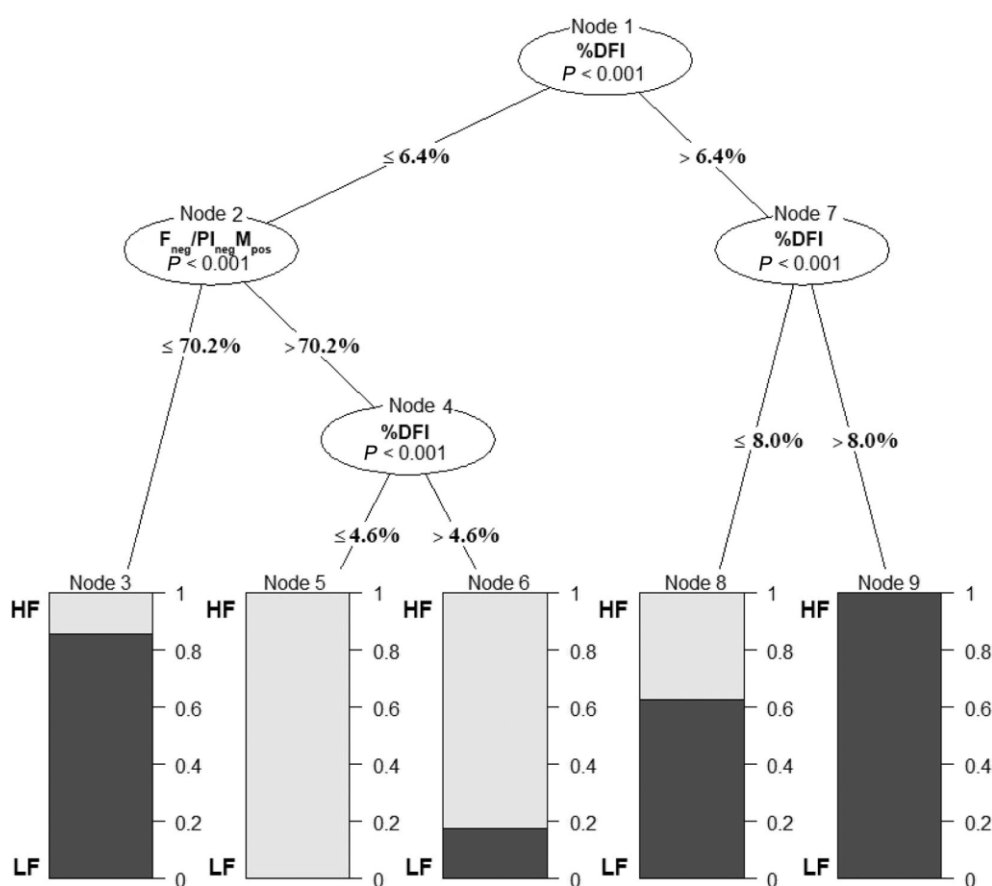 Node 1
%DFI
P < 0.001
≤ 6.4%
> 6.4%
Node 2
F_neg/PI_negM_pos
P < 0.001
Node 7
%DFI
P < 0.001
≤ 70.2%
> 70.2%
Node 4
%DFI
P < 0.001
≤ 8.0%
> 8.0%
≤ 4.6%
> 4.6%
Node 3
HF
LF
1
0.8
0.6
0.4
0.2
0
Node 5
HF
LF
1
0.8
0.6
0.4
0.2
0
Node 6
HF
LF
1
0.8
0.6
0.4
0.2
0
Node 8
HF
LF
1
0.8
0.6
0.4
0.2
0
Node 9
HF
LF
1
0.8
0.6
0.4
0.2
0